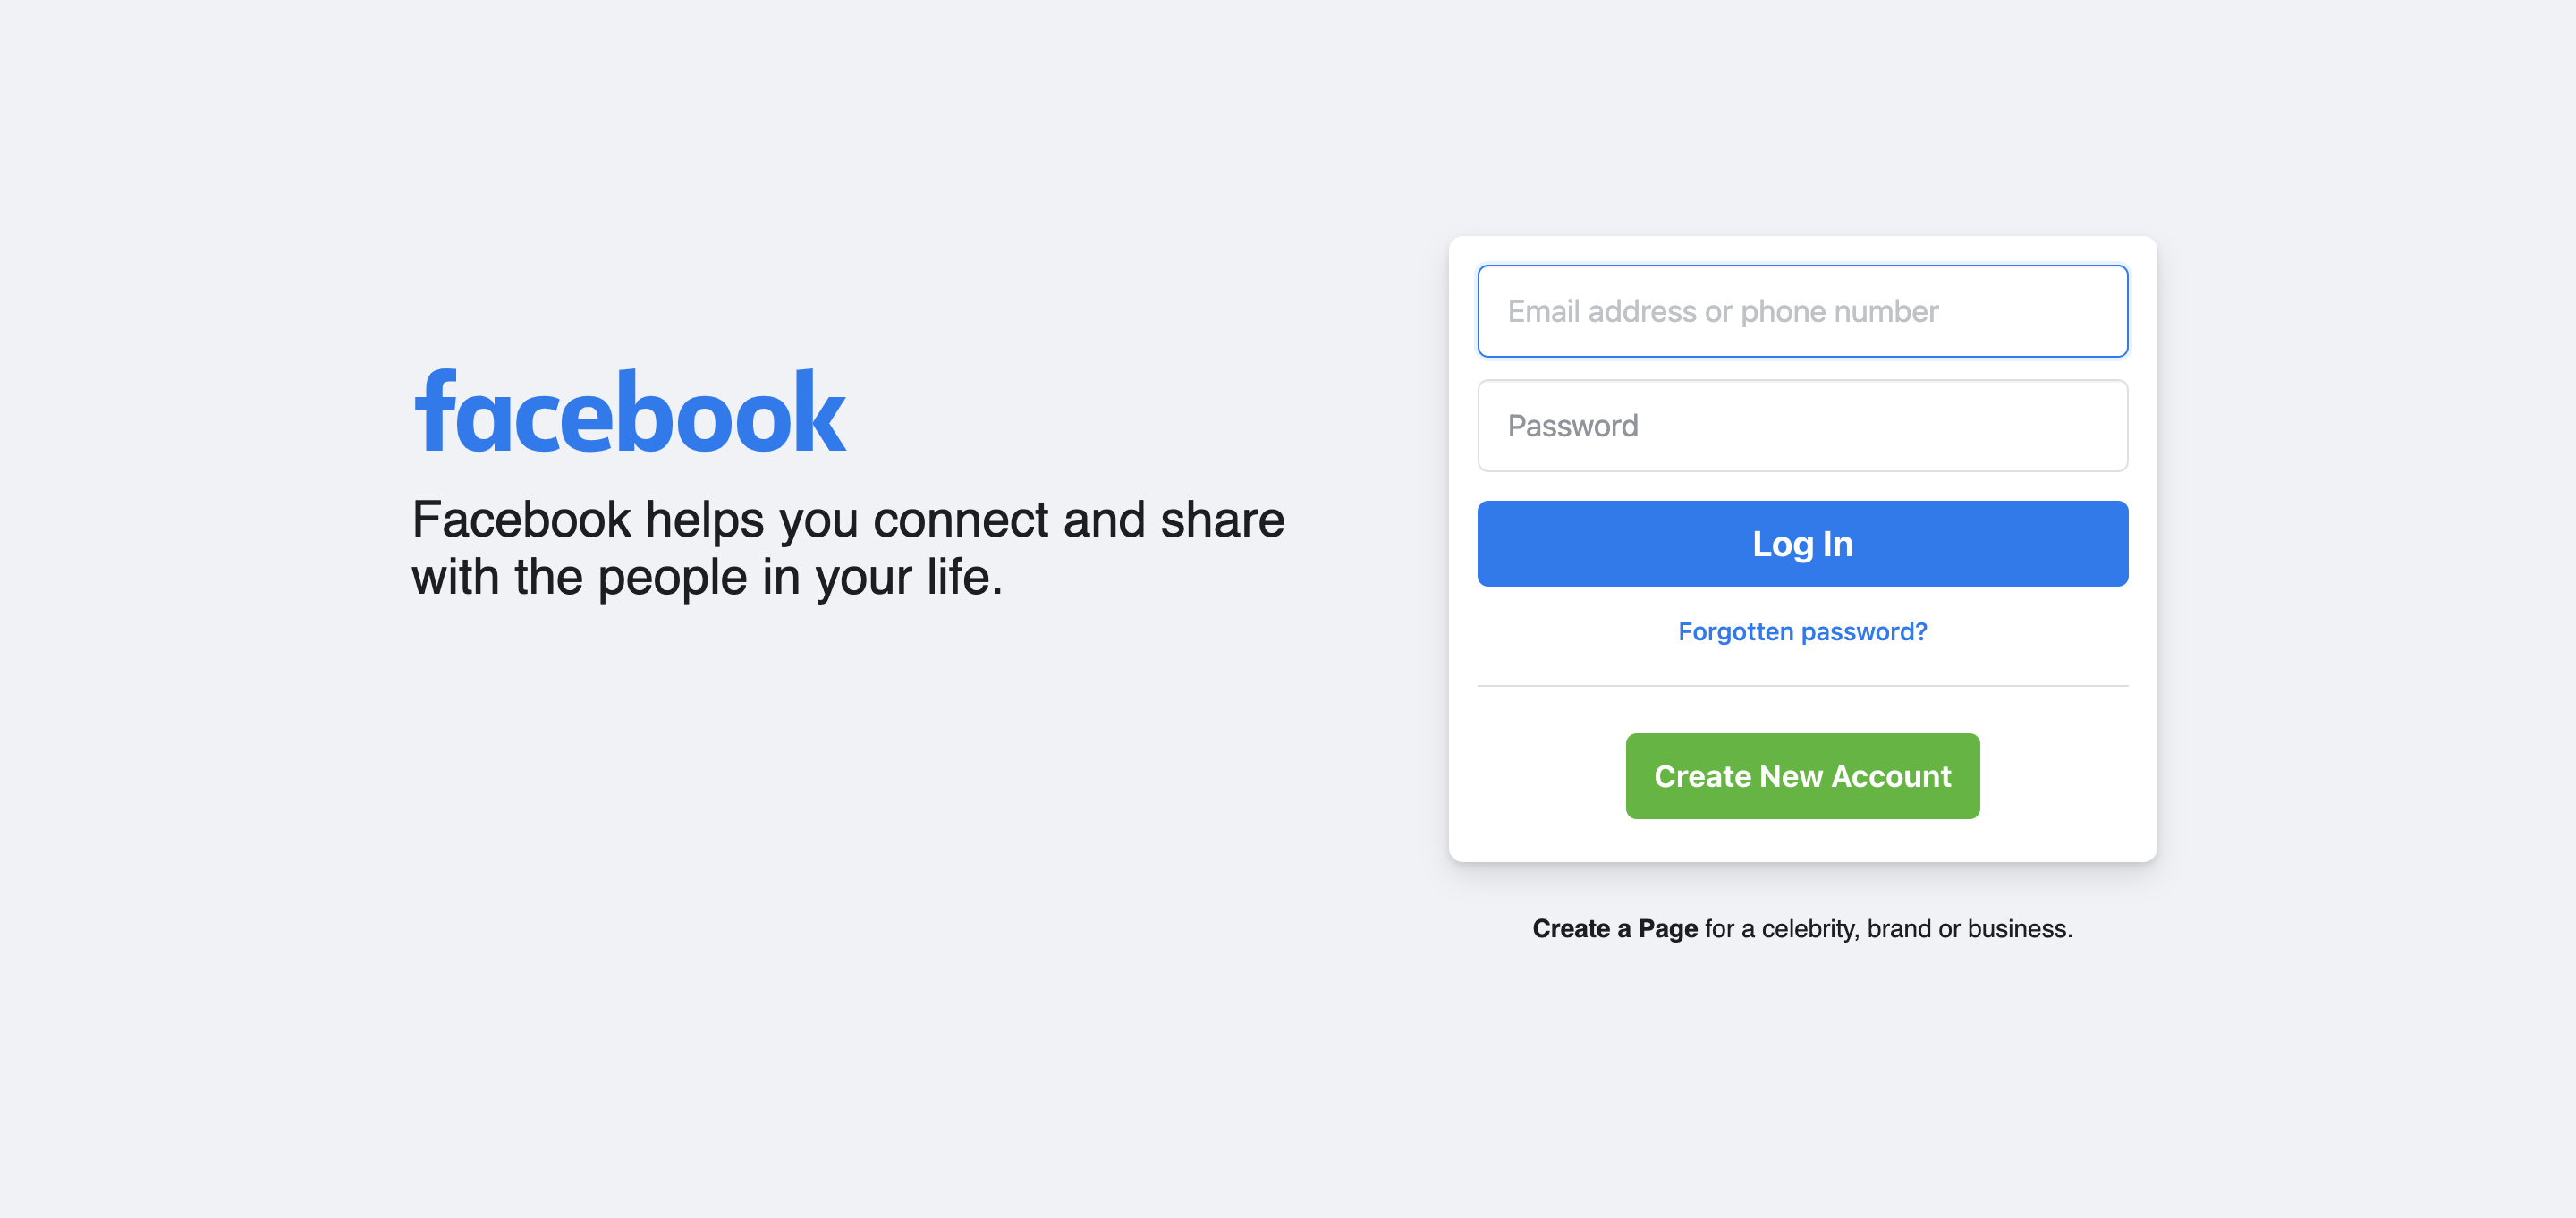 facebook
Facebook helps you connect and share
with the people in your life.
Email address or phone number
Password
Log In
Forgotten password?
Create New Account
Create a Page for a celebrity, brand or business.